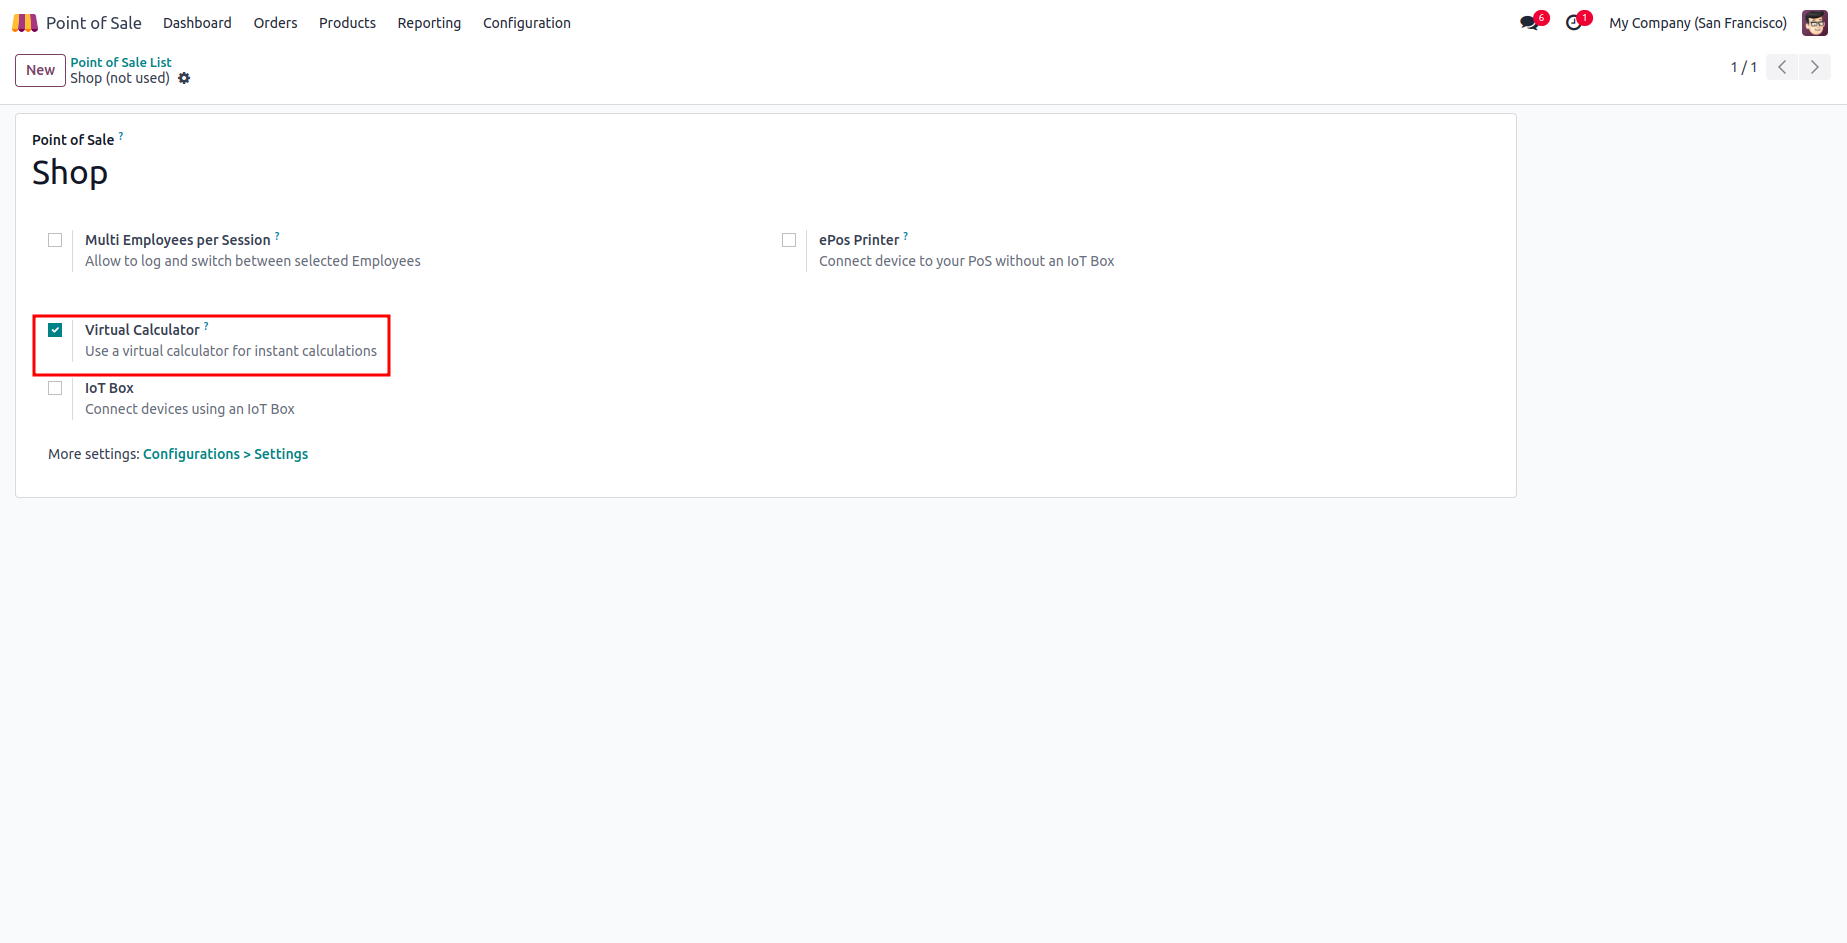 Point of Sale Dashboard Orders Products Reporting Configuration 6 1 My Company (San Francisco)
New Point of Sale List
Shop (not used) 1 / 1
Point of Sale ?
Shop
Multi Employees per Session ?
Allow to log and switch between selected Employees
ePos Printer ?
Connect device to your PoS without an IoT Box
Virtual Calculator ?
Use a virtual calculator for instant calculations
IoT Box
Connect devices using an IoT Box
More settings: Configurations > Settings